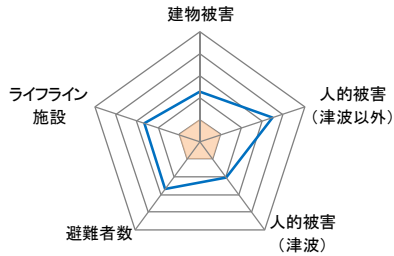 建物被害
人的被害
（津波以外）
人的被害
（津波）
避難者数
ライフライン
施設